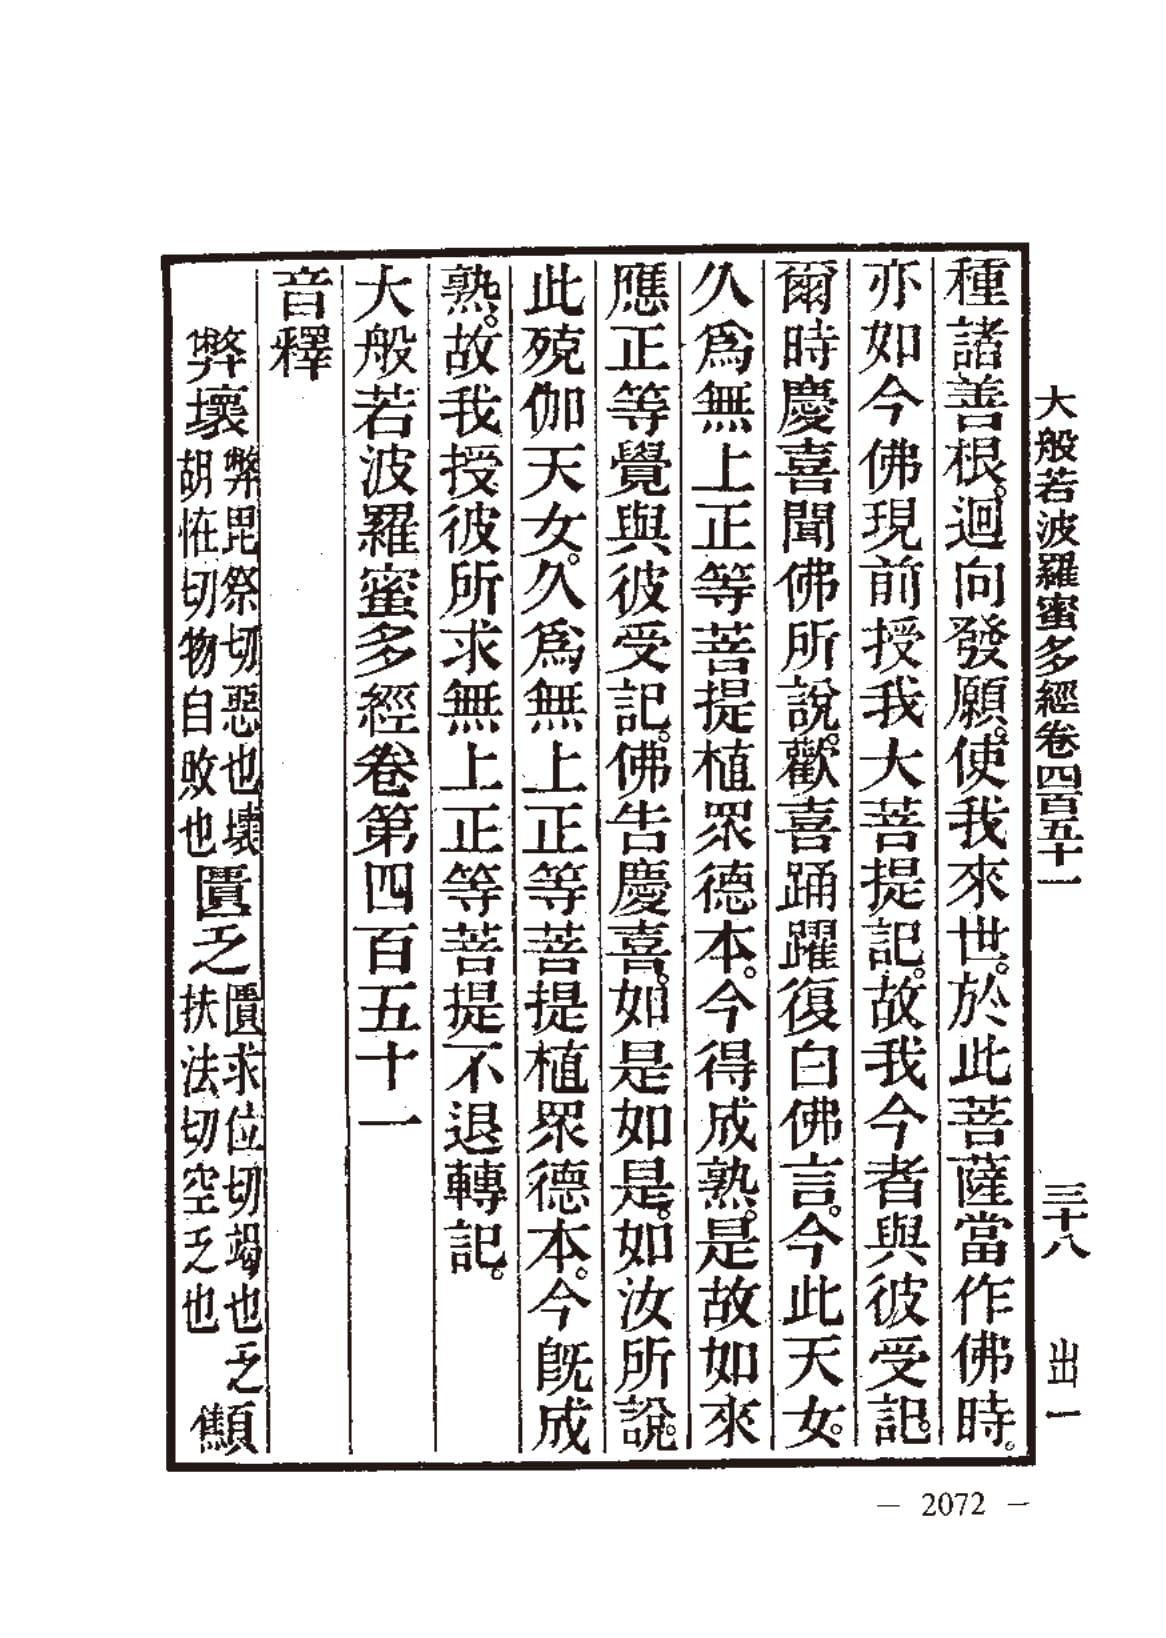 大般若波羅蜜多經卷四百五十一　三十八　出一
種諸善根。迴向發願。使我來世。於此菩薩當作佛時。
亦如今佛現前授我大菩提記。故我今者與彼受記。
爾時慶喜聞佛所說。歡喜踊躍復白佛言。今此天女。
久為無上正等菩提植眾德本。今得成熟。是故如來
應正等覺與彼受記。佛告慶喜。如是如是。如汝所說。
此殑伽天女。久為無上正等菩提植眾德本。今旣成
熟。故我授彼所求無上正等菩提不退轉記。
大般若波羅蜜多經卷第四百五十一
音釋
弊壞
弊毘祭切惡也壞
胡怪切物自敗也
匱乏
匱求位切竭也乏
扶法切空乏也
顀
— 2072 —